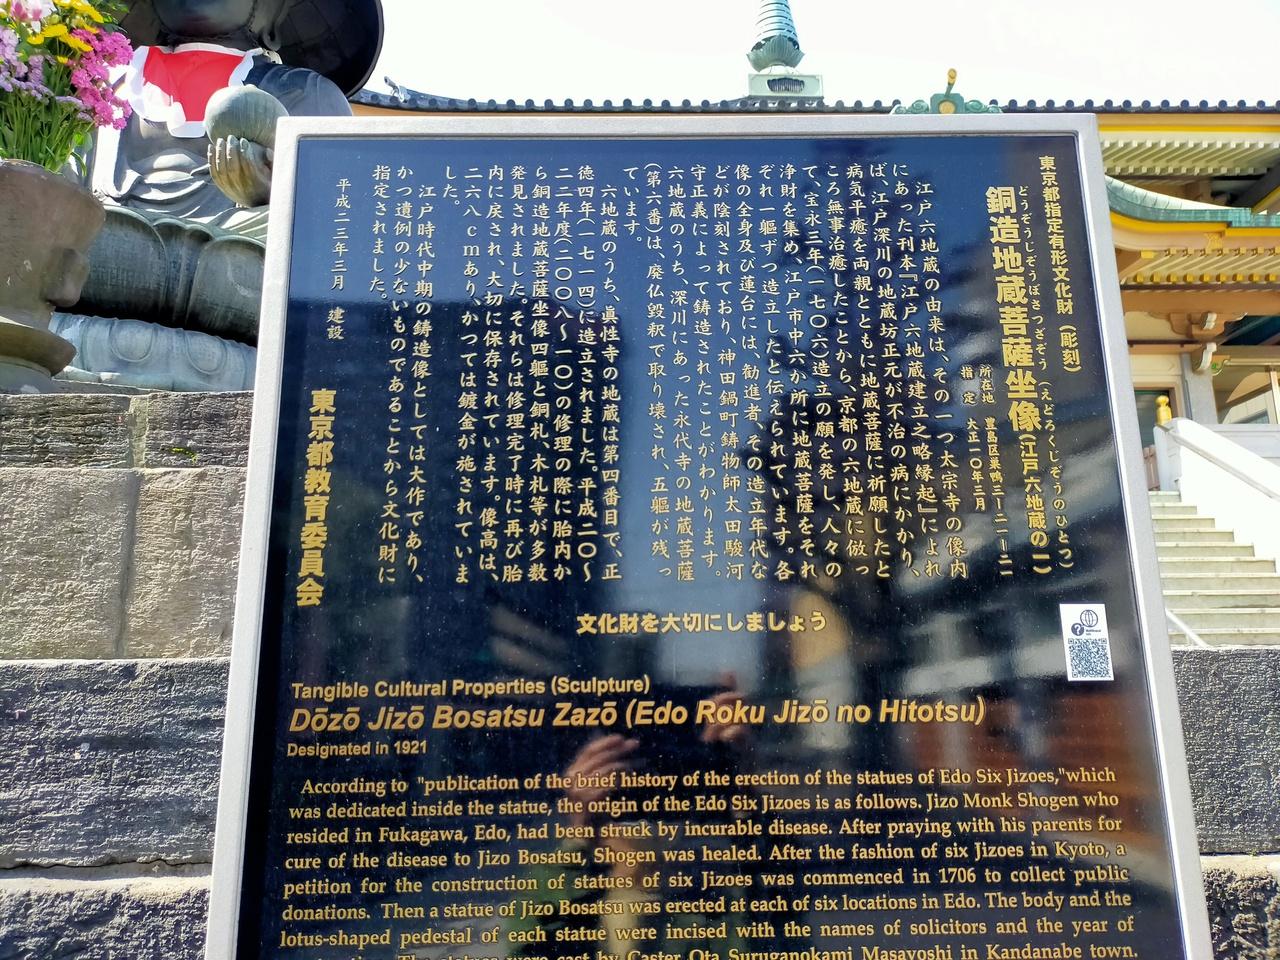 東京都指定有形文化財(彫刻)
どうぞうじぞうぼさつざぞう(えどろくじぞうのひとつ)
銅造地蔵菩薩坐像(江戸六地蔵の一)
所在地 豊島区巣鴨三ー二一ー二一
指定 大正一〇年三月
江戸六地蔵の由来は、その一つ太宗寺の像内
にあった刊本『江戸六地蔵建立之略縁起』によれ
ば、江戸深川の地蔵坊正元が不治の病にかかり、
病気平癒を両親とともに地蔵菩薩に祈願したと
ころ無事治癒したことから、京都の六地蔵に倣っ
て、宝永三年(一七〇六)造立の願を発し、人々の
浄財を集め、江戸市中六か所に地蔵菩薩をそれ
ぞれ一軀ずつ造立したと伝えられています。各
像の全身及び蓮台には、勧進者、その造立年代な
どが陰刻されており、神田鍋町鋳物師太田駿河
守正義によって鋳造されたことがわかります。
六地蔵のうち、深川にあった永代寺の地蔵菩薩
(第六番)は、廃仏毀釈で取り壊され、五軀が残っ
ています。
六地蔵のうち、眞性寺の地蔵は第四番目で、正
徳四年(一七一四)に造立されました。平成二〇〜
二二年度(二〇〇八〜一〇)の修理の際に胎内か
ら銅造地蔵菩薩坐像四軀と銅札、木札等が多数
発見されました。それらは修理完了時に再び胎
内に戻され、大切に保存されています。像高は、
二六八cmあり、かつては鍍金が施されていま
した。
江戸時代中期の鋳造像としては大作であり、
かつ遺例の少ないものであることから文化財に
指定されました。
平成二三年三月 建設
東京都教育委員会
文化財を大切にしましょう
Tangible Cultural Properties (Sculpture)
Dōzō Jizō Bosatsu Zazō (Edo Roku Jizō no Hitotsu)
Designated in 1921
According to "publication of the brief history of the erection of the statues of Edo Six Jizoes,"which
was dedicated inside the statue, the origin of the Edo Six Jizoes is as follows. Jizo Monk Shogen who
resided in Fukagawa, Edo, had been struck by incurable disease. After praying with his parents for
cure of the disease to Jizo Bosatsu, Shogen was healed. After the fashion of six Jizoes in Kyoto, a
petition for the construction of statues of six Jizoes was commenced in 1706 to collect public
donations. Then a statue of Jizo Bosatsu was erected at each of six locations in Edo. The body and the
lotus-shaped pedestal of each statue were incised with the names of solicitors and the year of
The statues were cast by Caster Ota Suruganokami Masayoshi in Kandanabe town.